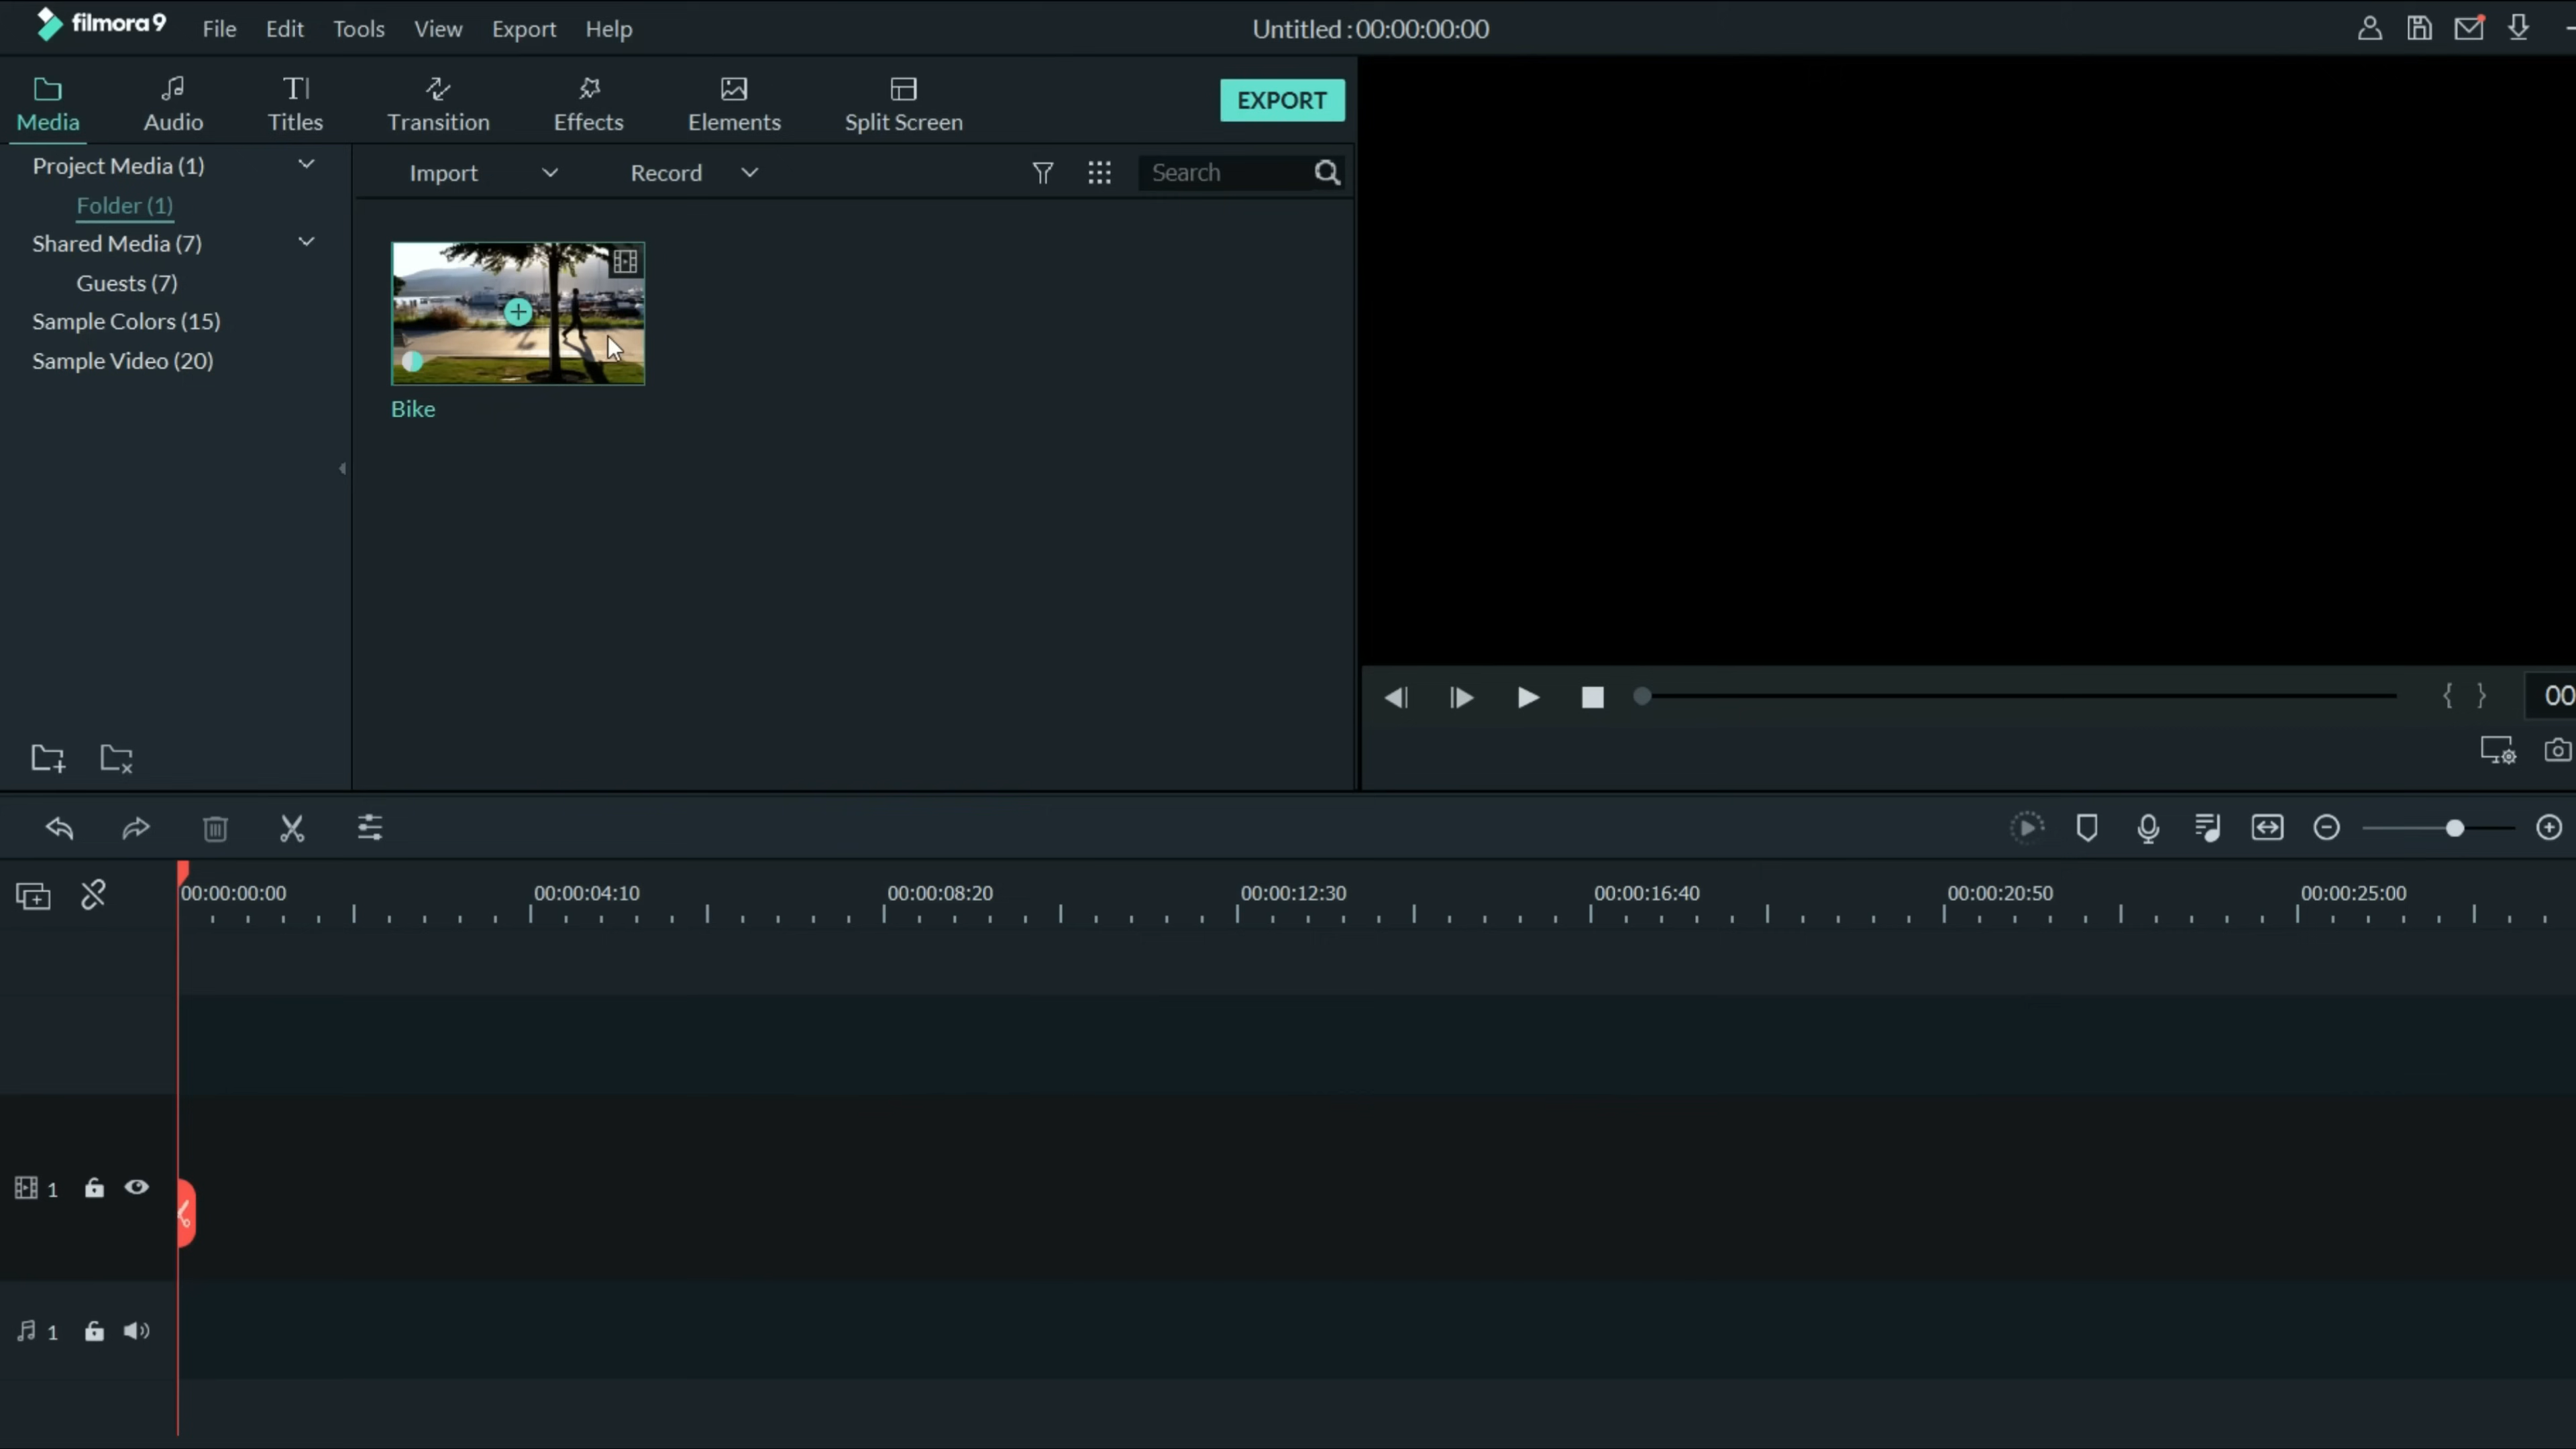 filmora9 File Edit Tools View Export Help Untitled : 00:00:00:00
Media Audio Titles Transition Effects Elements Split Screen EXPORT
Project Media (1)
Folder (1)
Shared Media (7)
Guests (7)
Sample Colors (15)
Sample Video (20)
Import Record Search
Bike
00
00:00:00:00 00:00:04:10 00:00:08:20 00:00:12:30 00:00:16:40 00:00:20:50 00:00:25:00
1
1